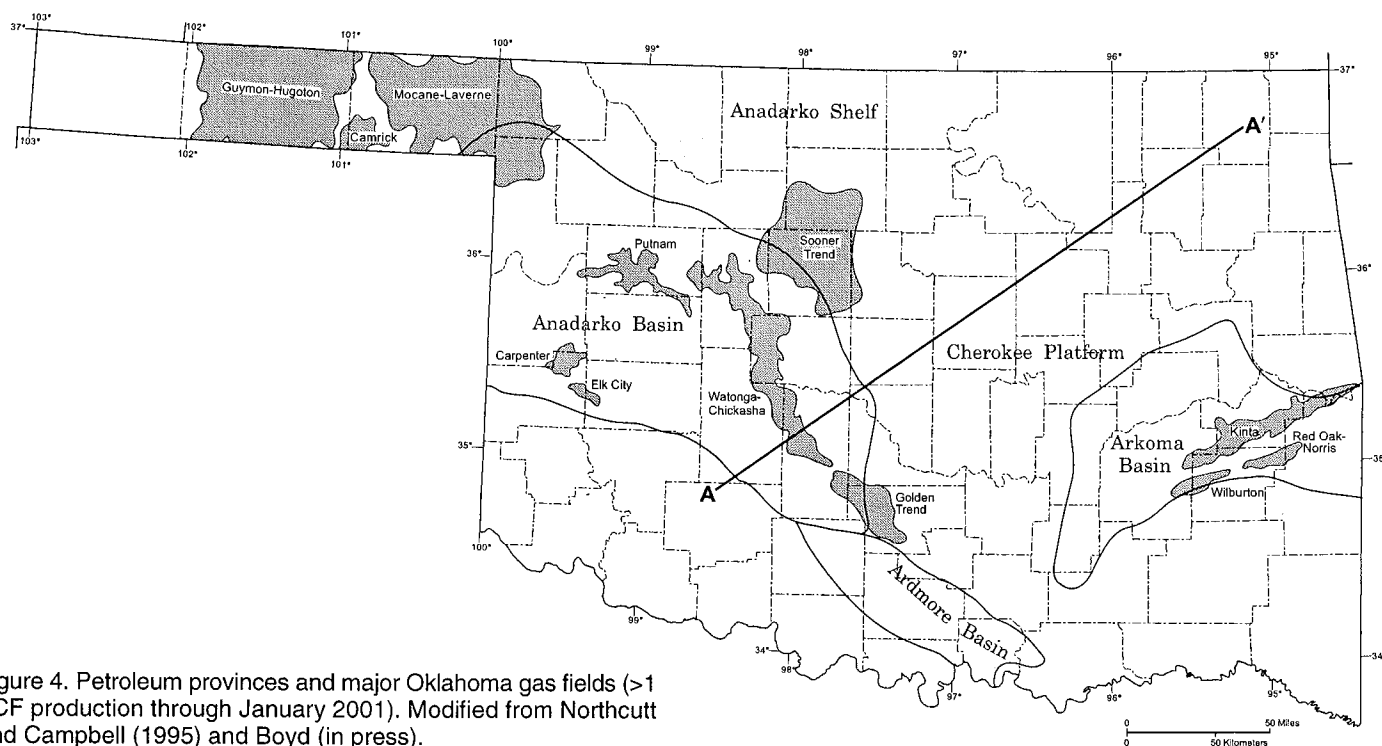 103°
37°
102°
101°
100°
99°
98°
97°
96°
95°
37°
Guymon-Hugoton
Mocane-Laverne
Camrick
Anadarko Shelf
A'
103°
102°
101°
Sooner
Trend
Putnam
36°
36°
Anadarko Basin
Cherokee Platform
Carpenter
Elk City
Watonga-
Chickasha
Kinta
Red Oak-
Norris
Arkoma
Basin
35°
35
A
Wilburton
Golden
Trend
100°
Ardmore Basin
99°
34°
98°
97°
96°
95°
34
gure 4. Petroleum provinces and major Oklahoma gas fields (>1
CF production through January 2001). Modified from Northcutt
nd Campbell (1995) and Boyd (in press).
0 50 Miles
0 50 Kilometers